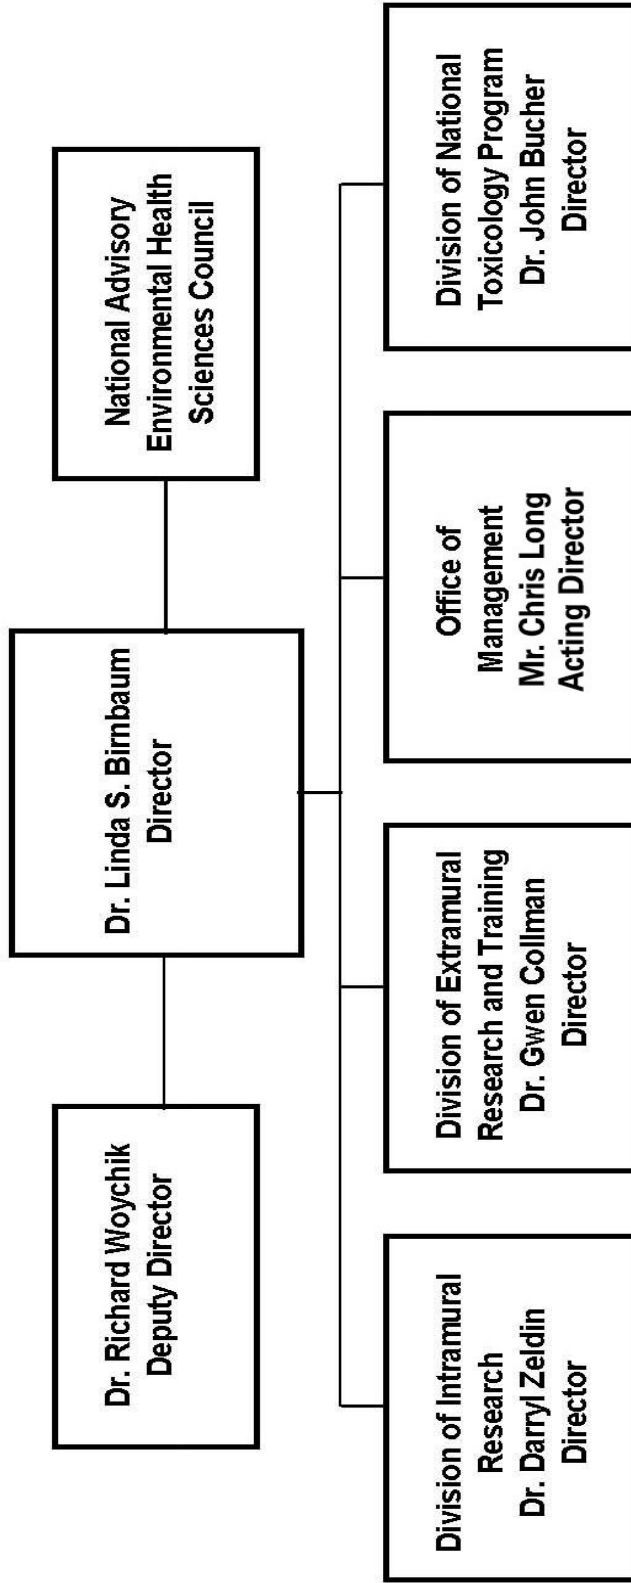 Dr. Richard Woychik
Deputy Director
Dr. Linda S. Birnbaum
Director
National Advisory
Environmental Health
Sciences Council
Division of Intramural
Research
Dr. Darryl Zeldin
Director
Division of Extramural
Research and Training
Dr. Gwen Collman
Director
Office of
Management
Mr. Chris Long
Acting Director
Division of National
Toxicology Program
Dr. John Bucher
Director